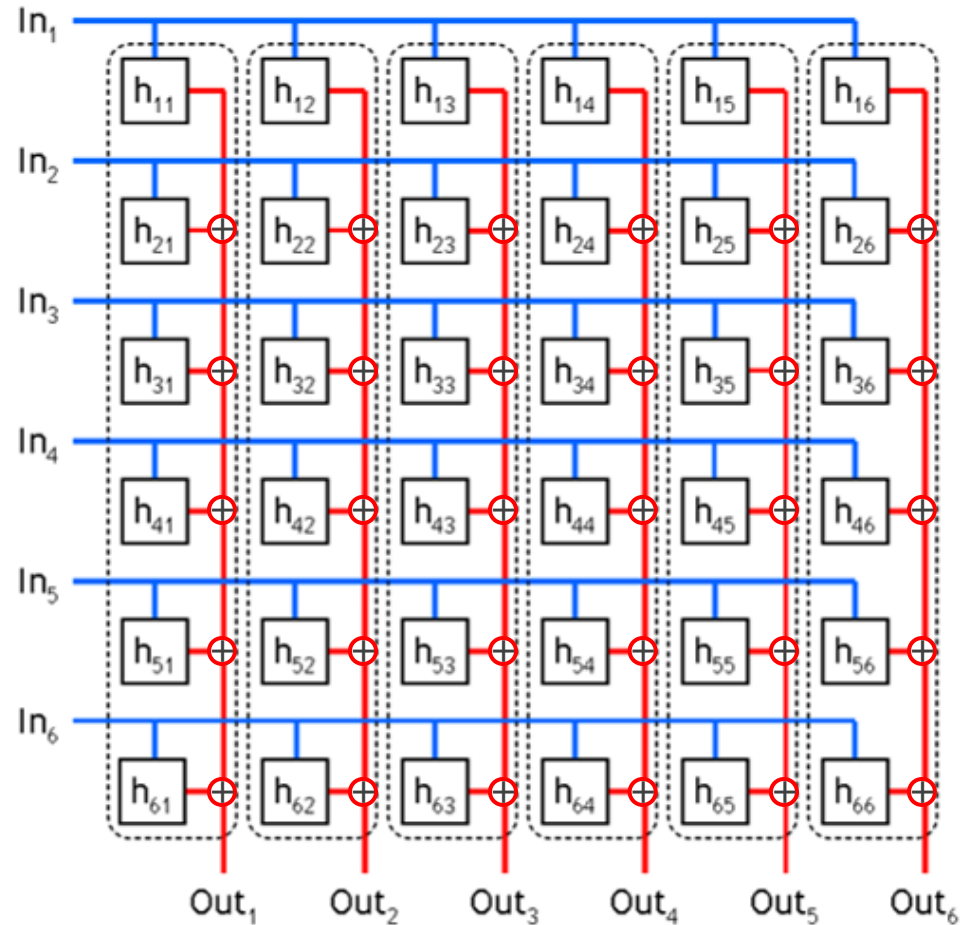 In₁
h₁₁ h₁₂ h₁₃ h₁₄ h₁₅ h₁₆
In₂
h₂₁ h₂₂ h₂₃ h₂₄ h₂₅ h₂₆
In₃
h₃₁ h₃₂ h₃₃ h₃₄ h₃₅ h₃₆
In₄
h₄₁ h₄₂ h₄₃ h₄₄ h₄₅ h₄₆
In₅
h₅₁ h₅₂ h₅₃ h₅₄ h₅₅ h₅₆
In₆
h₆₁ h₆₂ h₆₃ h₆₄ h₆₅ h₆₆
Out₁ Out₂ Out₃ Out₄ Out₅ Out₆